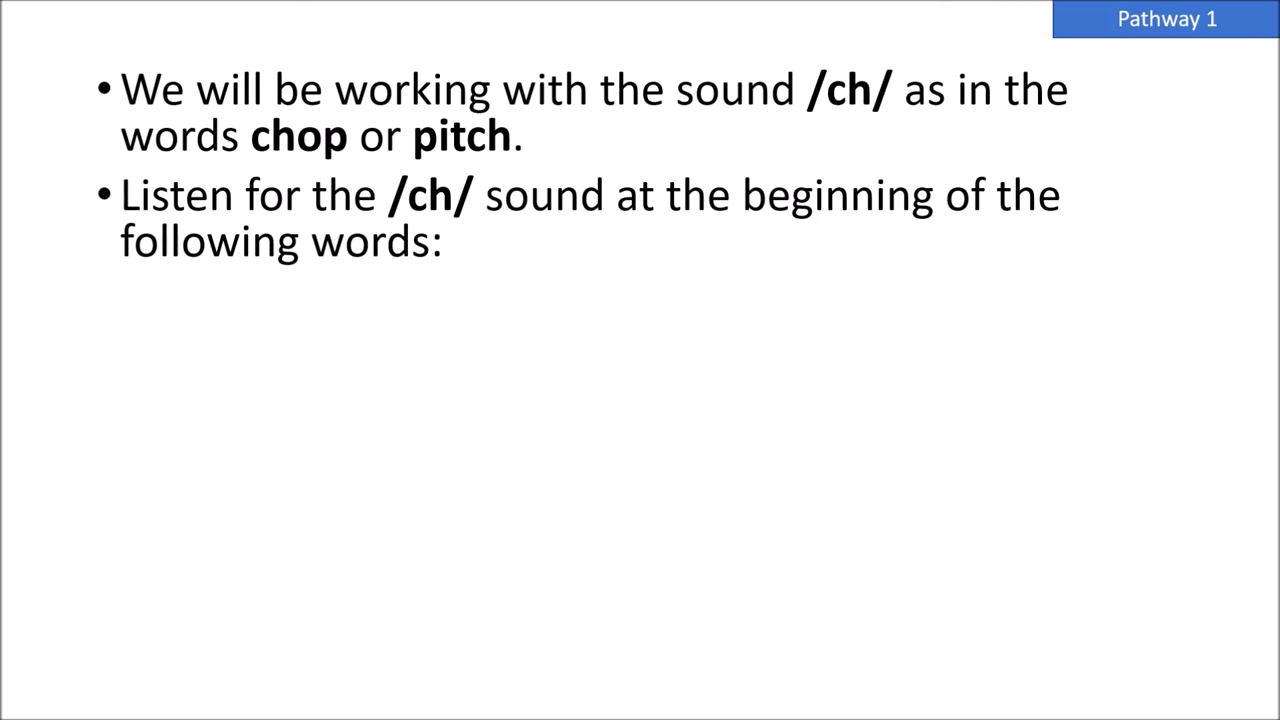 Pathway 1
• We will be working with the sound /ch/ as in the
words chop or pitch.
• Listen for the /ch/ sound at the beginning of the
following words: